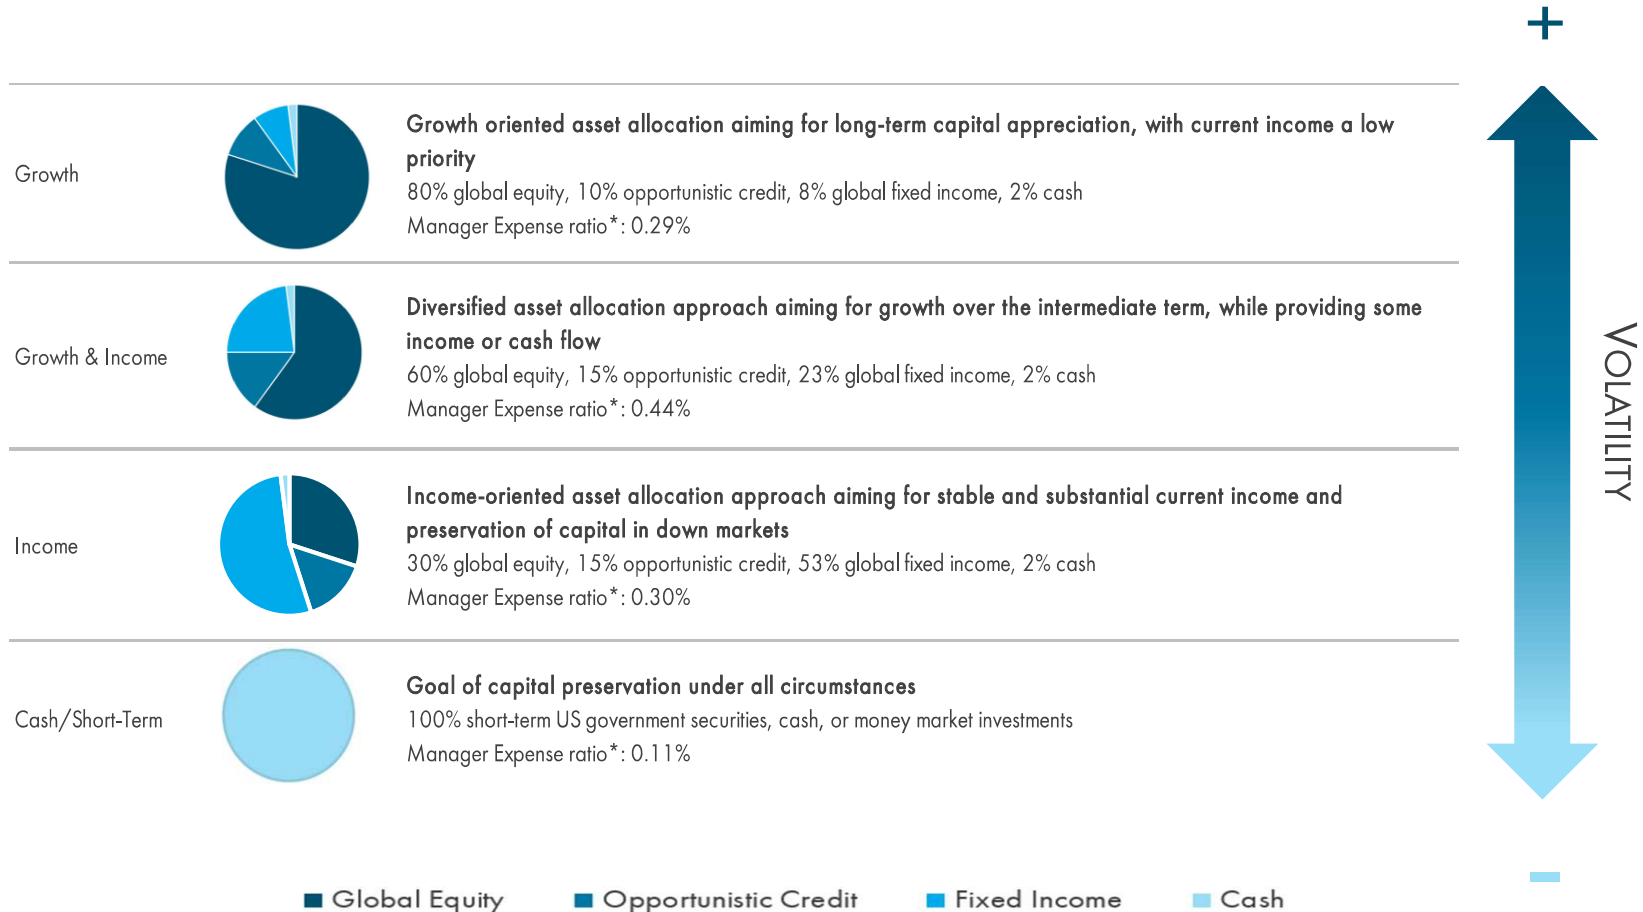 +
Growth
Growth oriented asset allocation aiming for long-term capital appreciation, with current income a low
priority
80% global equity, 10% opportunistic credit, 8% global fixed income, 2% cash
Manager Expense ratio*: 0.29%
Growth & Income
Diversified asset allocation approach aiming for growth over the intermediate term, while providing some
income or cash flow
60% global equity, 15% opportunistic credit, 23% global fixed income, 2% cash
Manager Expense ratio*: 0.44%
Income
Income-oriented asset allocation approach aiming for stable and substantial current income and
preservation of capital in down markets
30% global equity, 15% opportunistic credit, 53% global fixed income, 2% cash
Manager Expense ratio*: 0.30%
Cash/Short-Term
Goal of capital preservation under all circumstances
100% short-term US government securities, cash, or money market investments
Manager Expense ratio*: 0.11%
VOLATILITY
-
Global Equity
Opportunistic Credit
Fixed Income
Cash